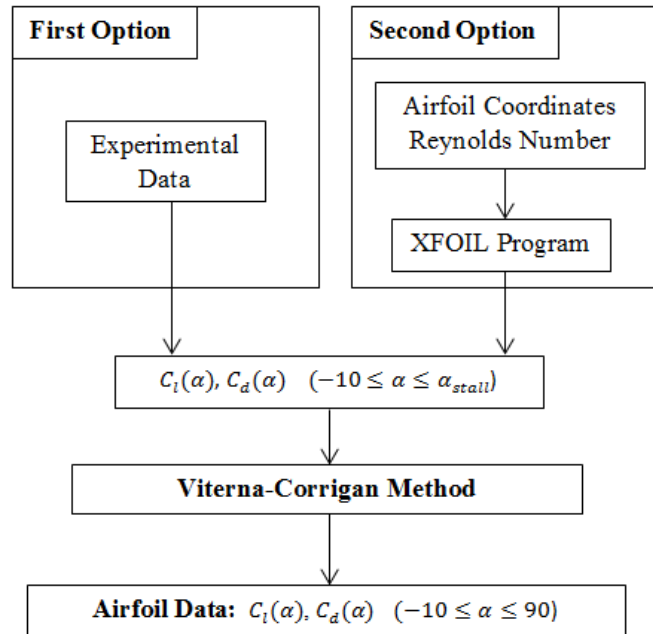 First Option
Second Option
Experimental
Data
Airfoil Coordinates
Reynolds Number
XFOIL Program
C_l(α), C_d(α) (−10 ≤ α ≤ α_stall)
Viterna-Corrigan Method
Airfoil Data: C_l(α), C_d(α) (−10 ≤ α ≤ 90)